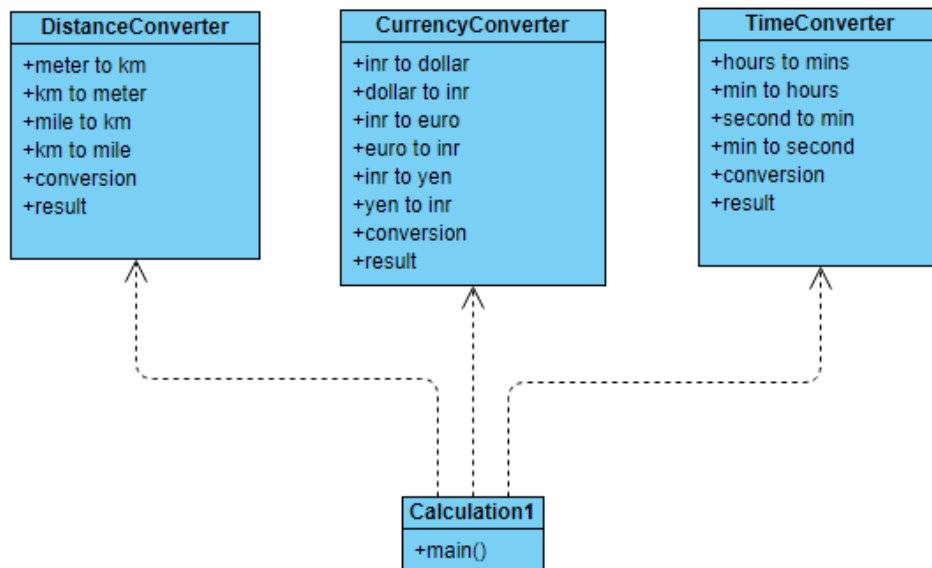 DistanceConverter
+meter to km
+km to meter
+mile to km
+km to mile
+conversion
+result
CurrencyConverter
+inr to dollar
+dollar to inr
+inr to euro
+euro to inr
+inr to yen
+yen to inr
+conversion
+result
TimeConverter
+hours to mins
+min to hours
+second to min
+min to second
+conversion
+result
Calculation1
+main()